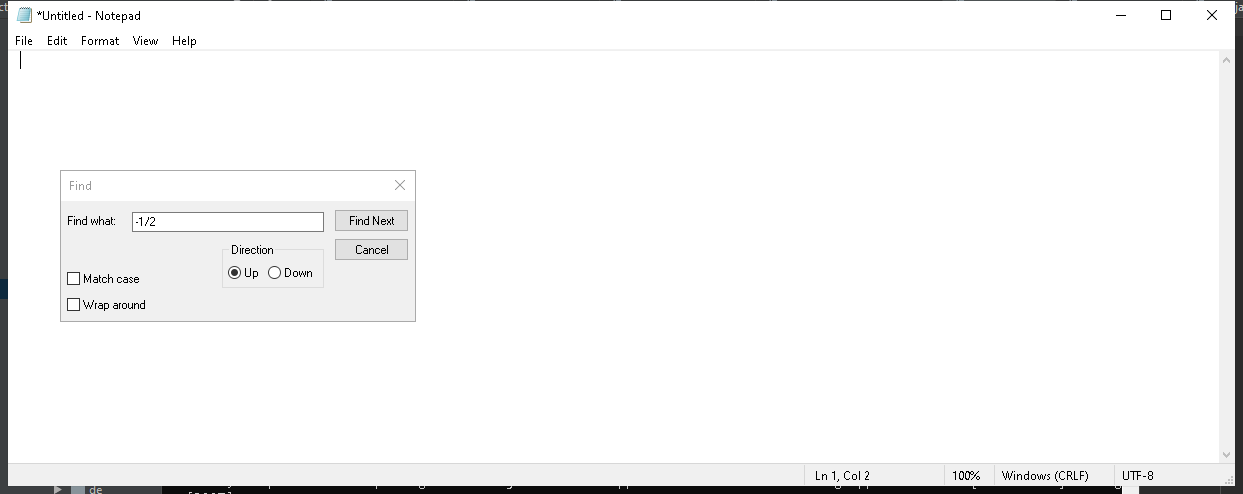 *Untitled - Notepad
File Edit Format View Help
Find
Find what: -1/2 Find Next
Direction Cancel
Up Down
Match case
Wrap around
Ln 1, Col 2 100% Windows (CRLF) UTF-8
de